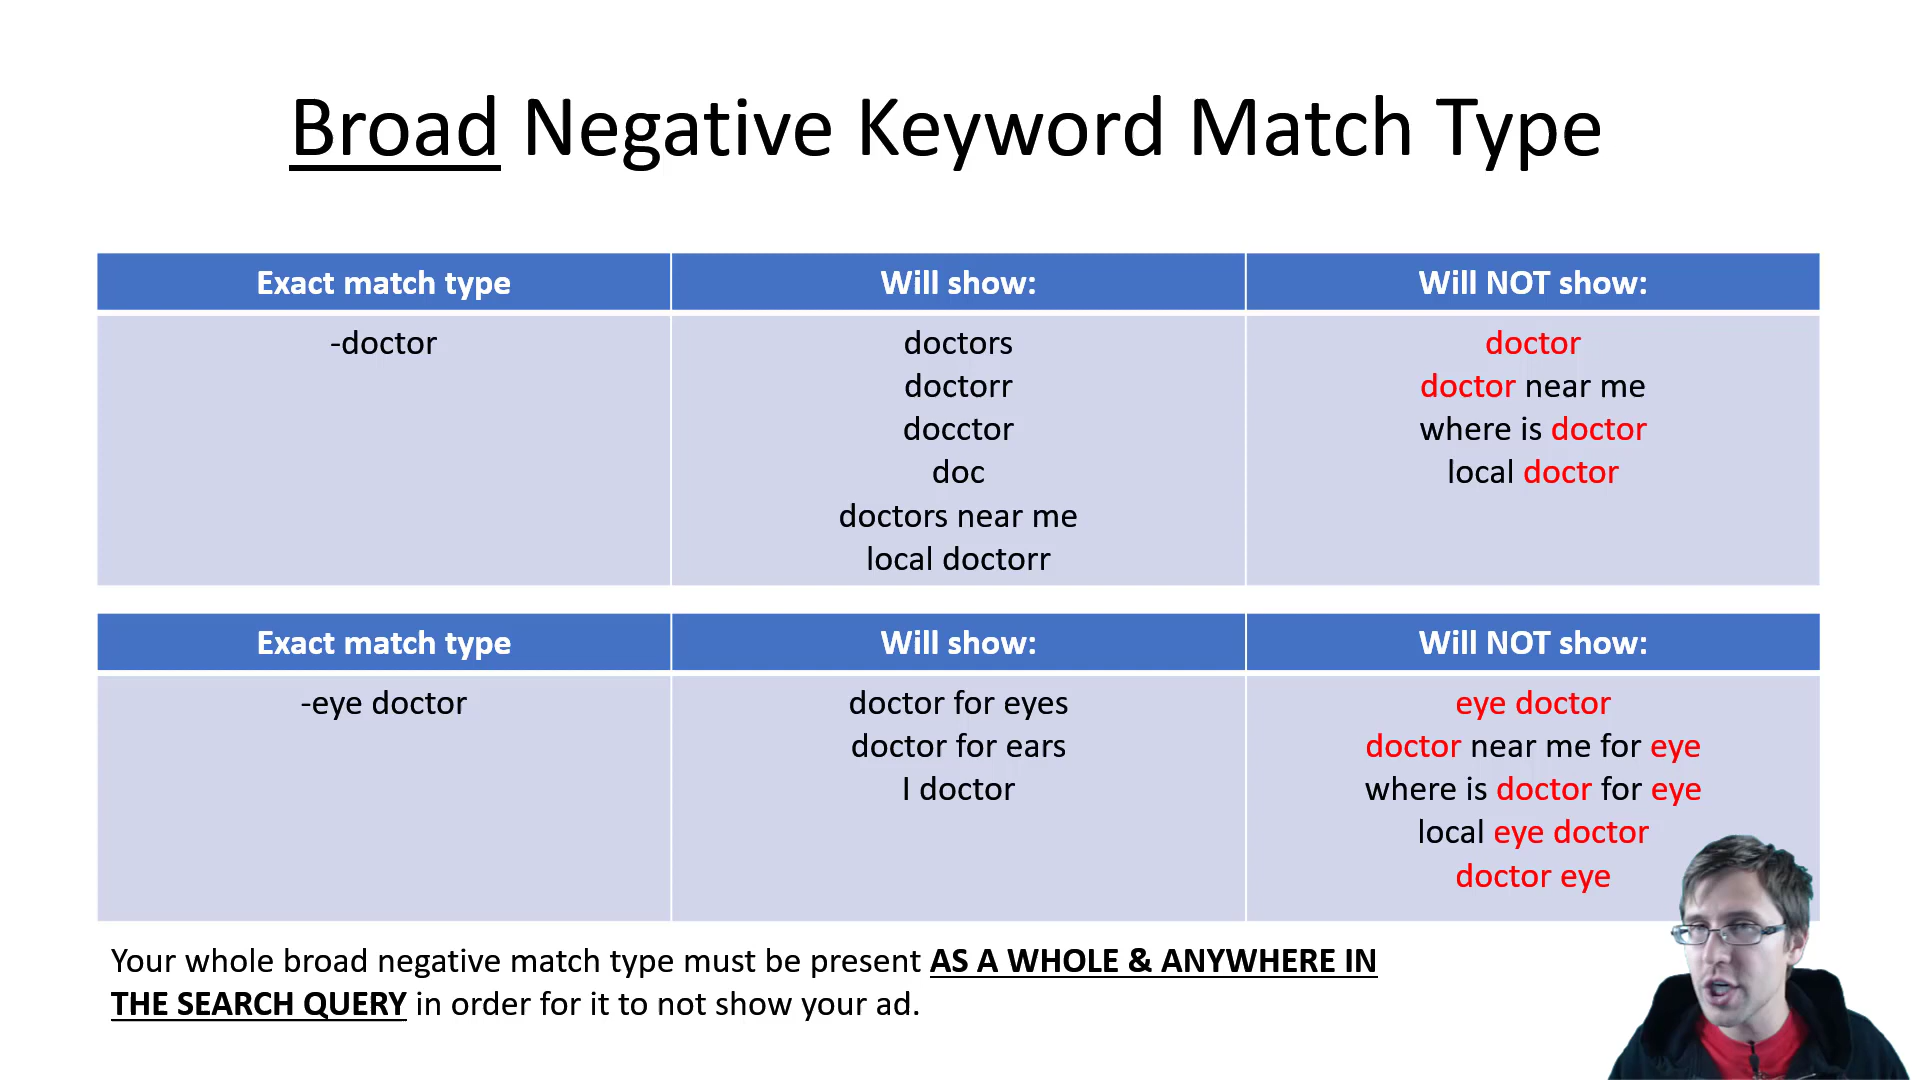 Broad Negative Keyword Match Type
Exact match type
Will show:
Will NOT show:
-doctor
doctors
doctorr
docctor
doc
doctors near me
local doctorr
doctor
doctor near me
where is doctor
local doctor
Exact match type
Will show:
Will NOT show:
-eye doctor
doctor for eyes
doctor for ears
I doctor
eye doctor
doctor near me for eye
where is doctor for eye
local eye doctor
doctor eye
Your whole broad negative match type must be present AS A WHOLE & ANYWHERE IN
THE SEARCH QUERY in order for it to not show your ad.